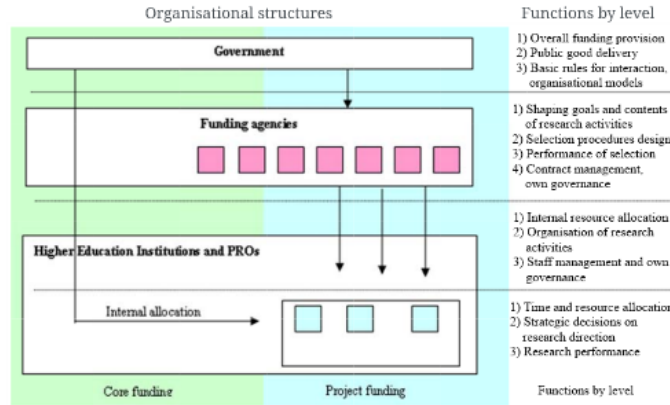 Organisational structures
Functions by level
Government
1) Overall funding provision
2) Public good delivery
3) Basic rules for interaction,
organisational models
Funding agencies
1) Shaping goals and contents
of research activities
2) Selection procedures design
3) Performance of selection
4) Contract management,
own governance
Higher Education Institutions and PROs
1) Internal resource allocation
2) Organisation of research
activities
3) Staff management and own
governance
Internal allocation
1) Time and resource allocation
2) Strategic decisions on
research direction
3) Research performance
Core funding
Project funding
Functions by level